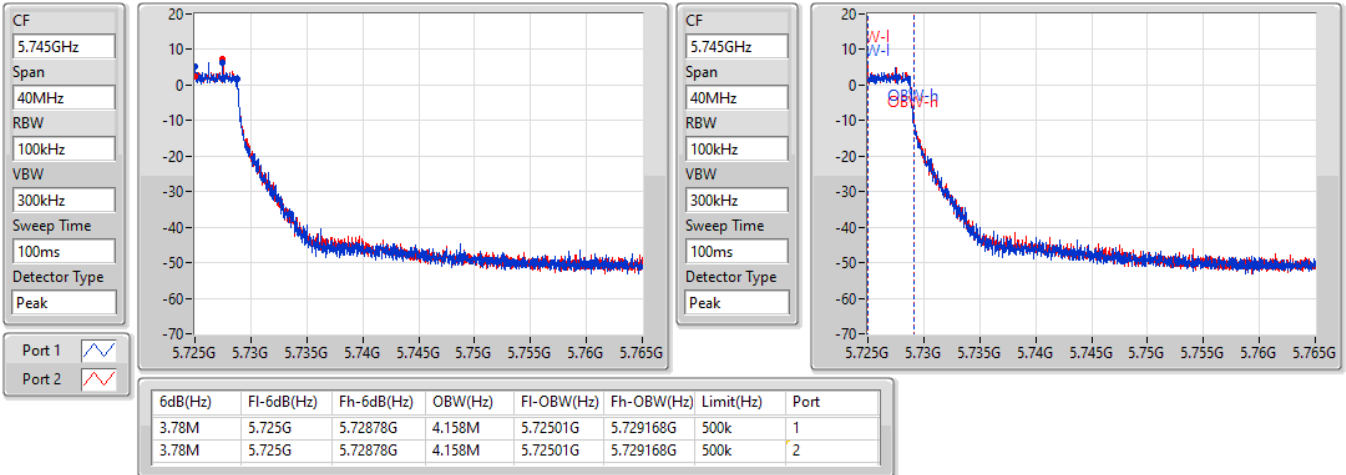 CF
5.745GHz
Span
40MHz
RBW
100kHz
VBW
300kHz
Sweep Time
100ms
Detector Type
Peak
Port 1
Port 2
20
10
0
-10
-20
-30
-40
-50
-60
-70
5.725G 5.73G 5.735G 5.74G 5.745G 5.75G 5.755G 5.76G 5.765G
CF
5.745GHz
Span
40MHz
RBW
100kHz
VBW
300kHz
Sweep Time
100ms
Detector Type
Peak
20
10
0
-10
-20
-30
-40
-50
-60
-70
W-l
W-l
OBW-h
OBW-h
5.725G 5.73G 5.735G 5.74G 5.745G 5.75G 5.755G 5.76G 5.765G
6dB(Hz) Fl-6dB(Hz) Fh-6dB(Hz) OBW(Hz) Fl-OBW(Hz) Fh-OBW(Hz) Limit(Hz) Port
3.78M 5.725G 5.72878G 4.158M 5.72501G 5.729168G 500k 1
3.78M 5.725G 5.72878G 4.158M 5.72501G 5.729168G 500k 2